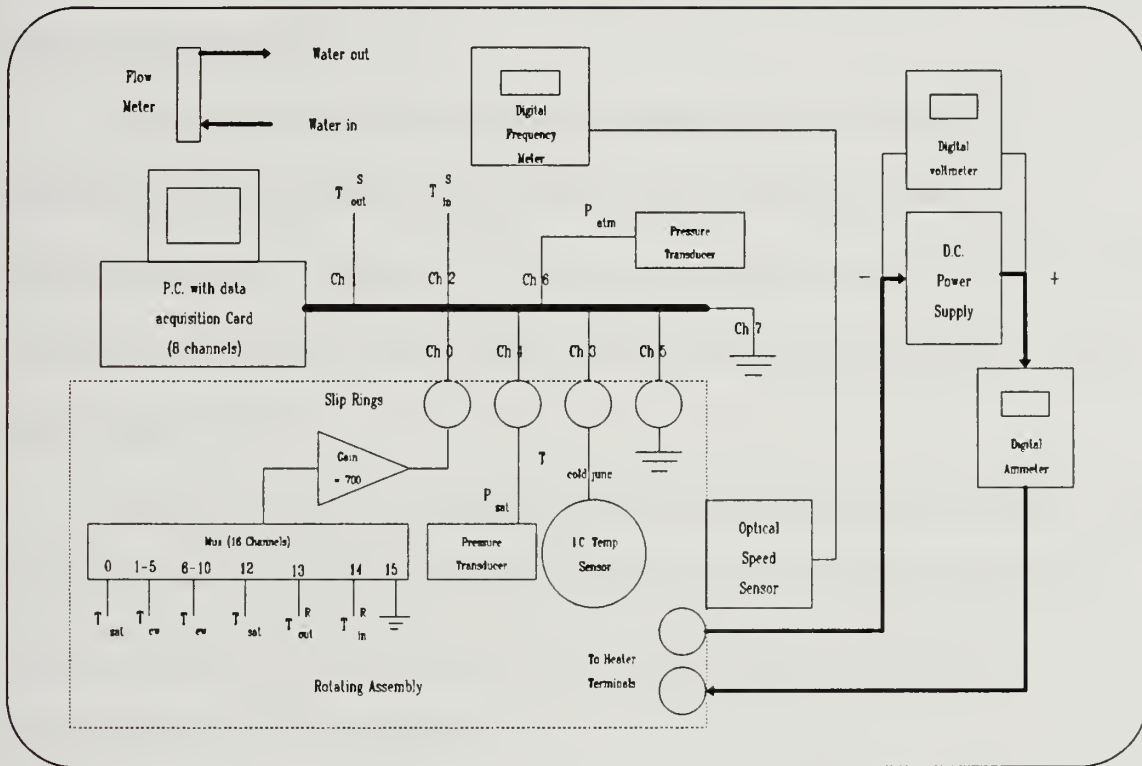 Water out
Flow
Meter
Water in
Digital
Frequency
Meter
Digital
voltmeter
T out S
T in S
P atm
Pressure
Transducer
D.C.
Power
Supply
-
+
P.C. with data
acquisition Card
(8 channels)
Ch 1
Ch 2
Ch 6
Ch 7
Ch 0
Ch 4
Ch 3
Ch 5
Slip Rings
Digital
Ammeter
Gain
= 700
T
cold junc
P sat
Mux (16 Channels)
0 1-5 6-10 12 13 14 15
Pressure
Transducer
I.C Temp
Sensor
Optical
Speed
Sensor
T sat T cw T ew T sat T out R T in R
To Heater
Terminals
Rotating Assembly